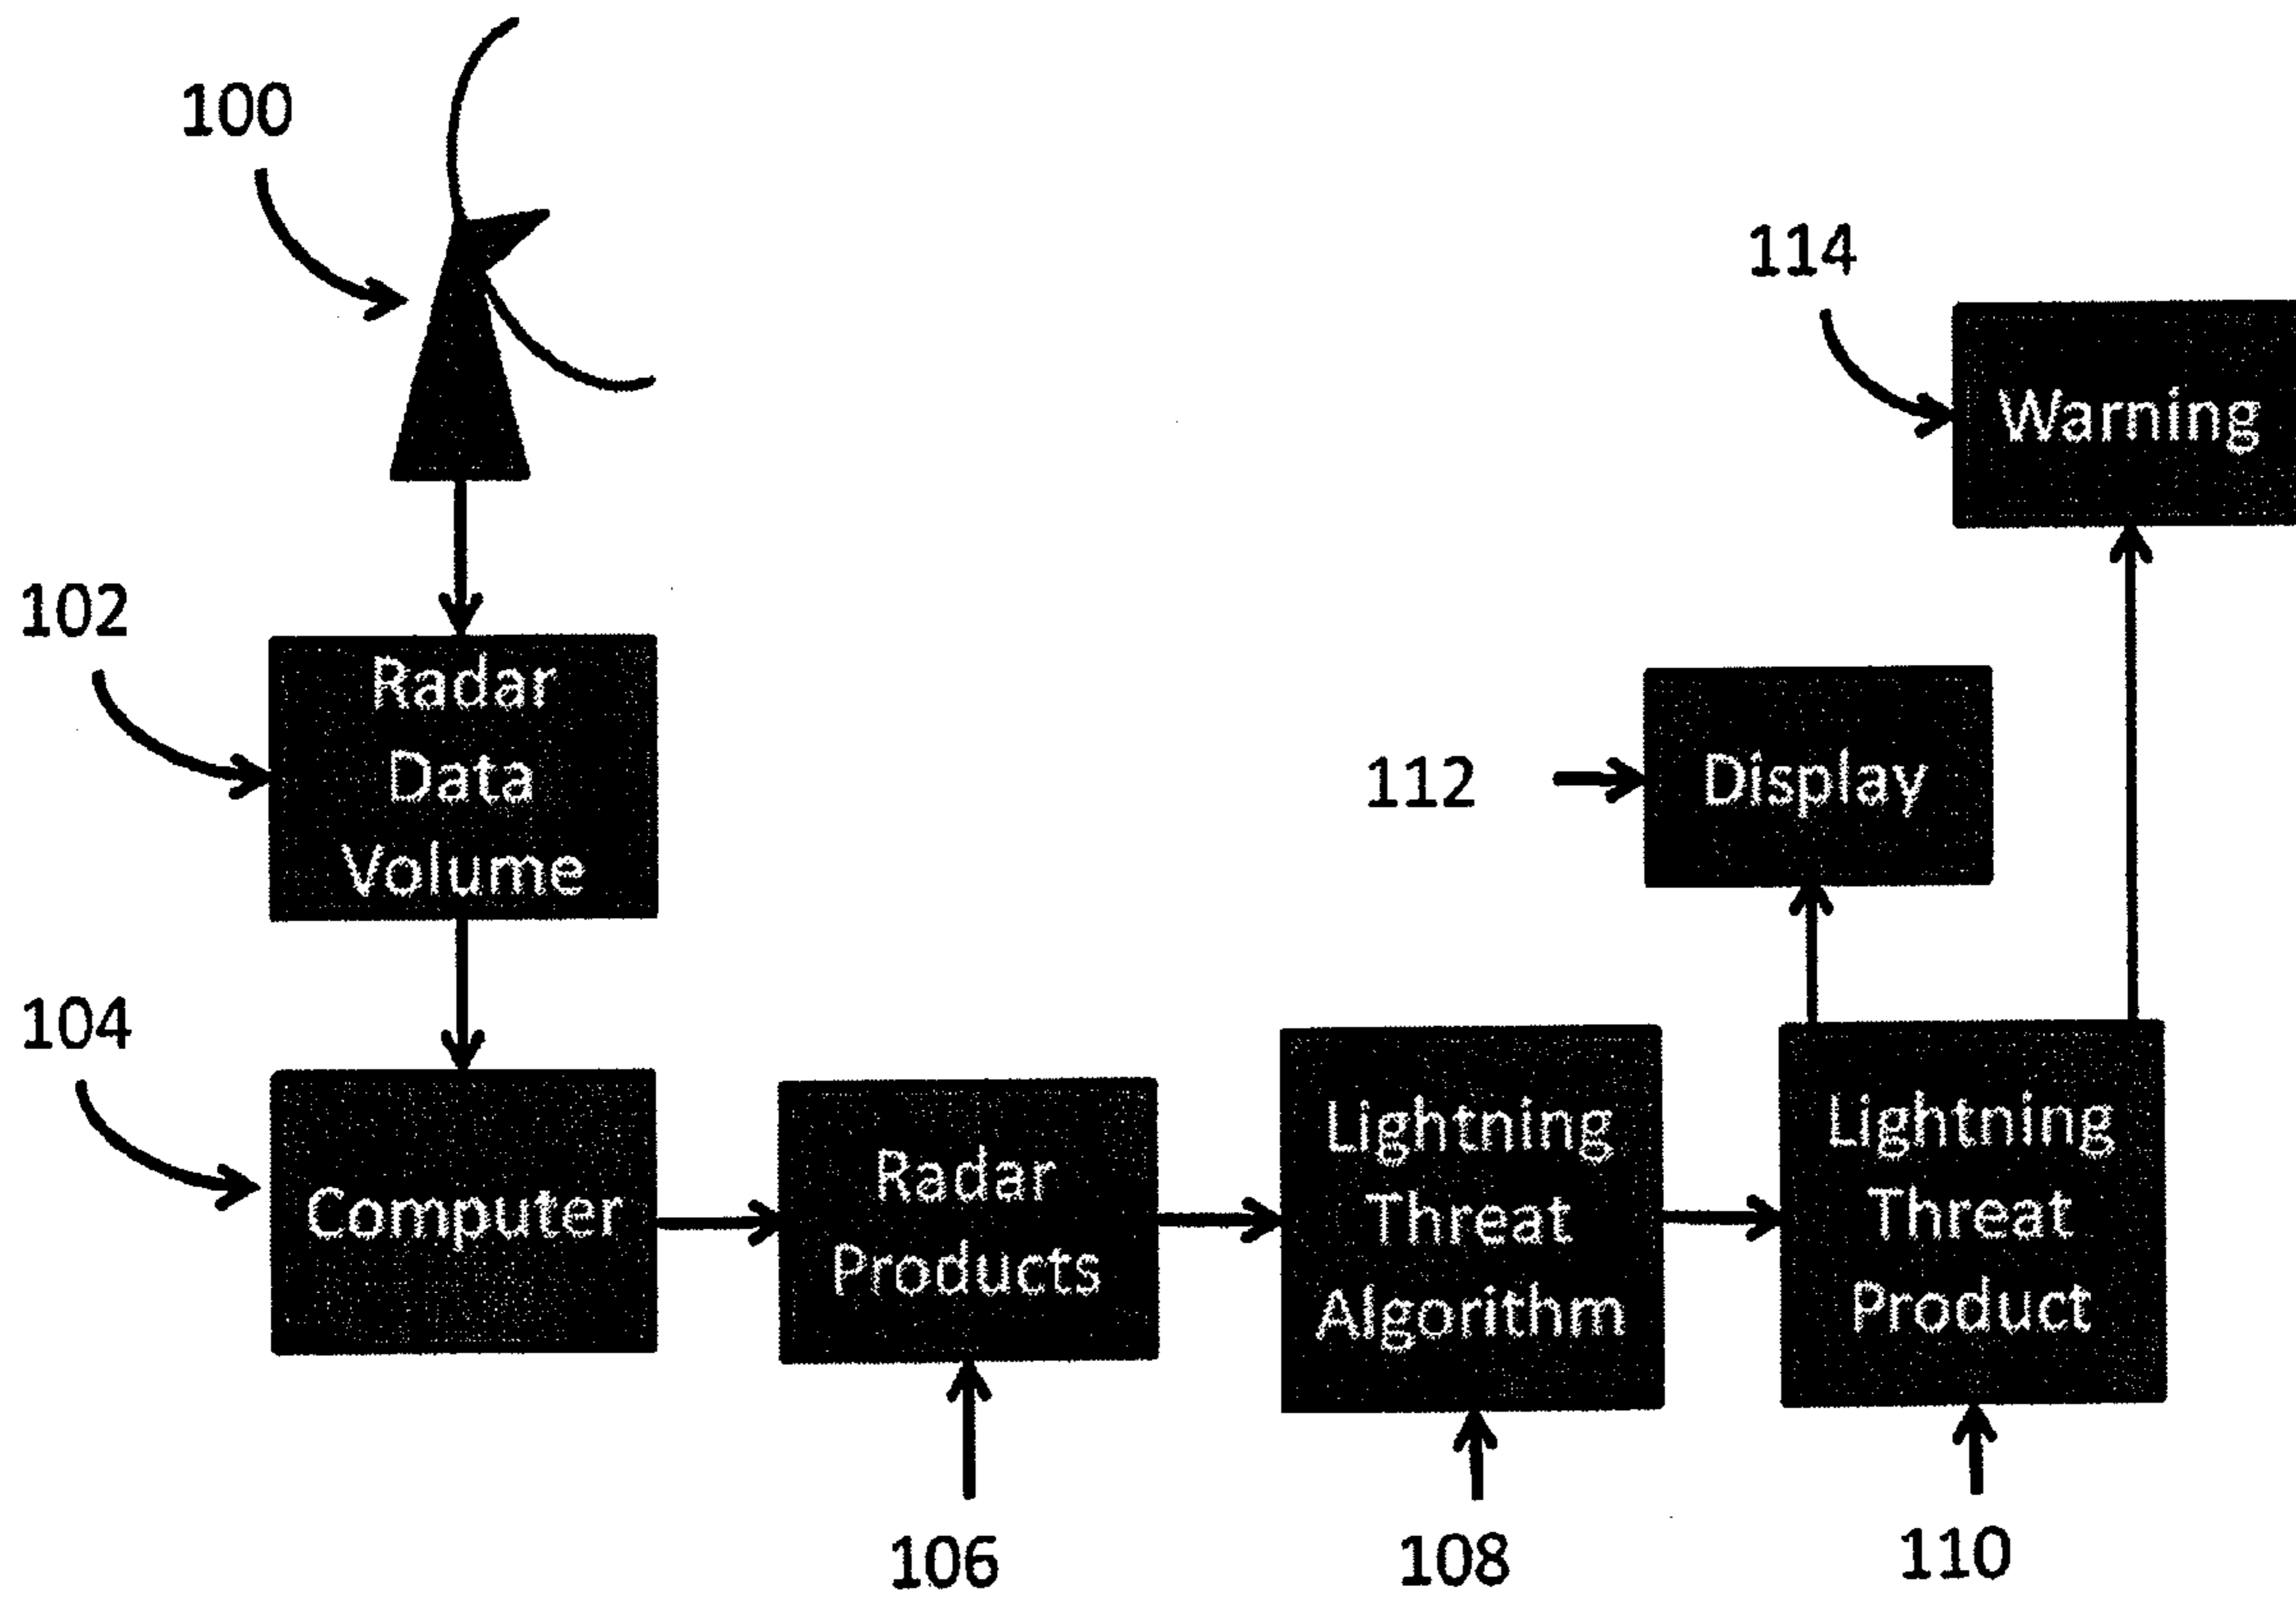 100
114
Warning
102
Radar
Data
Volume
112
Display
104
Computer
Radar
Products
Lightning
Threat
Algorithm
Lightning
Threat
Product
106
108
110